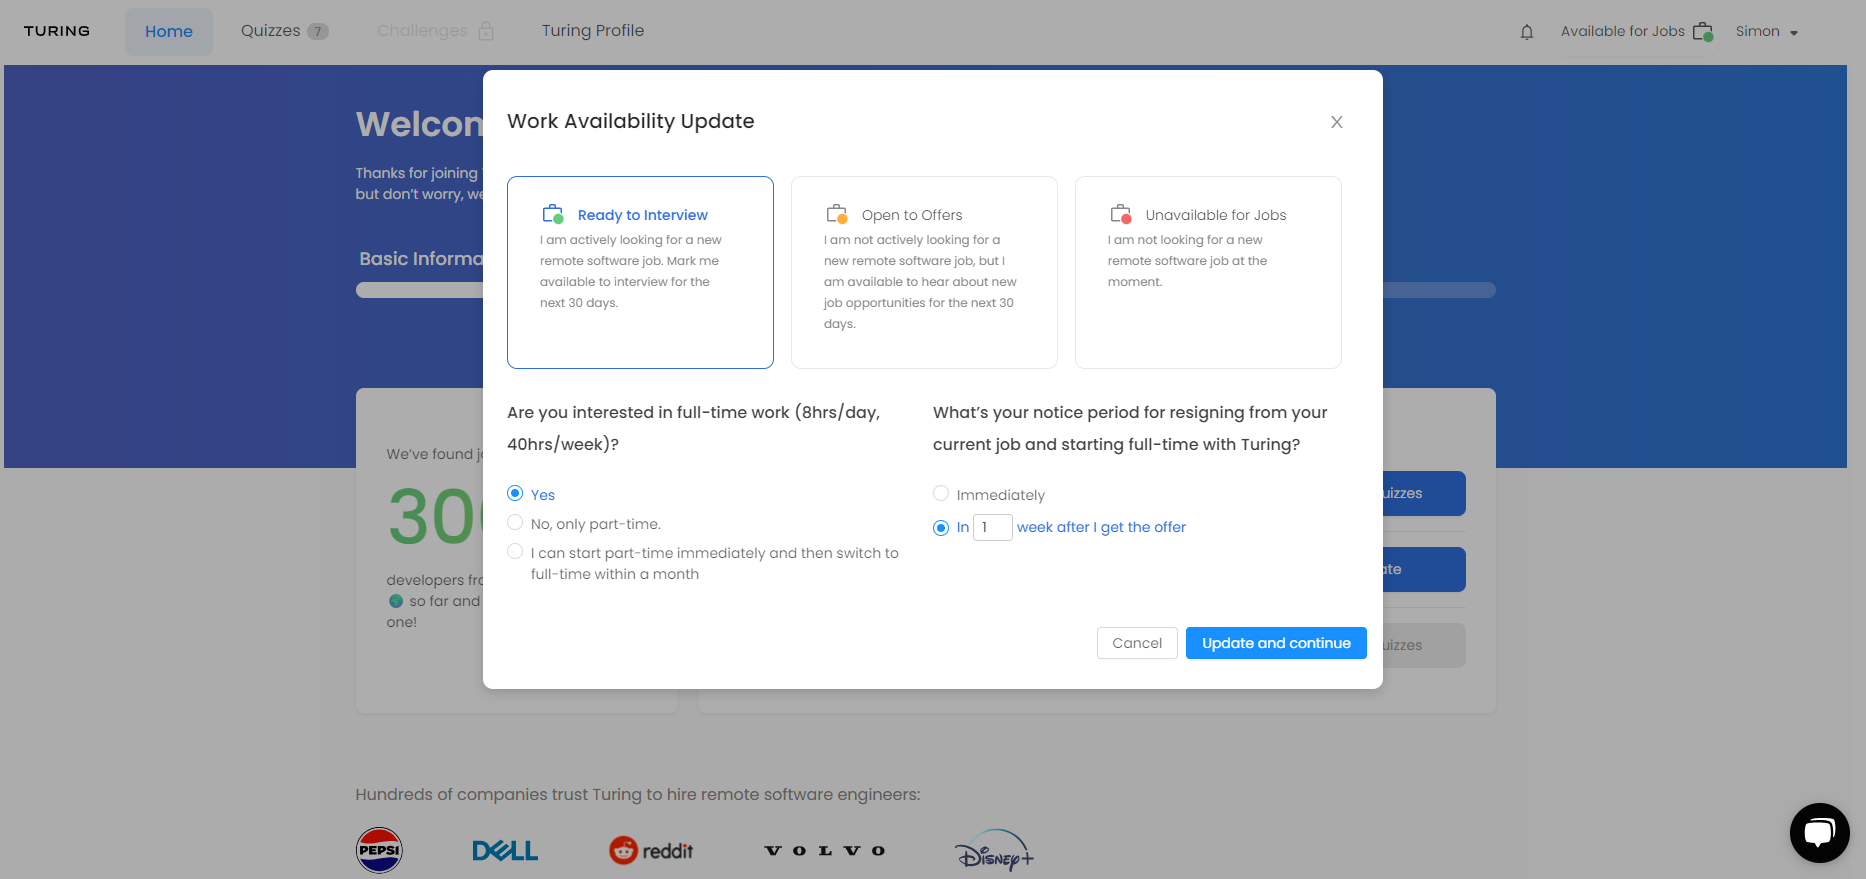 TURING
Home
Quizzes 7
Challenges
Turing Profile
Available for Jobs
Simon
Thanks for joining
but don't worry,
Basic
We've found
developers
so far and
one!
Work Availability Update
X
Ready to Interview
I am actively looking for a new
remote software job. Mark me
available to interview for the
next 30 days.
Open to Offers
I am not actively looking for a
new remote software job, but I
am available to hear about new
job opportunities for the next 30
days.
Unavailable for Jobs
I am not looking for a new
remote software job at the
moment.
Are you interested in full-time work (8hrs/day,
40hrs/week)?
Yes
No, only part-time.
I can start part-time immediately and then switch to
full-time within a month
What's your notice period for resigning from your
current job and starting full-time with Turing?
Immediately
In 1 week after I get the offer
Cancel
Update and continue
Hundreds of companies trust Turing to hire remote software engineers:
PEPSI
DELL
reddit
VOLVO
Disney+